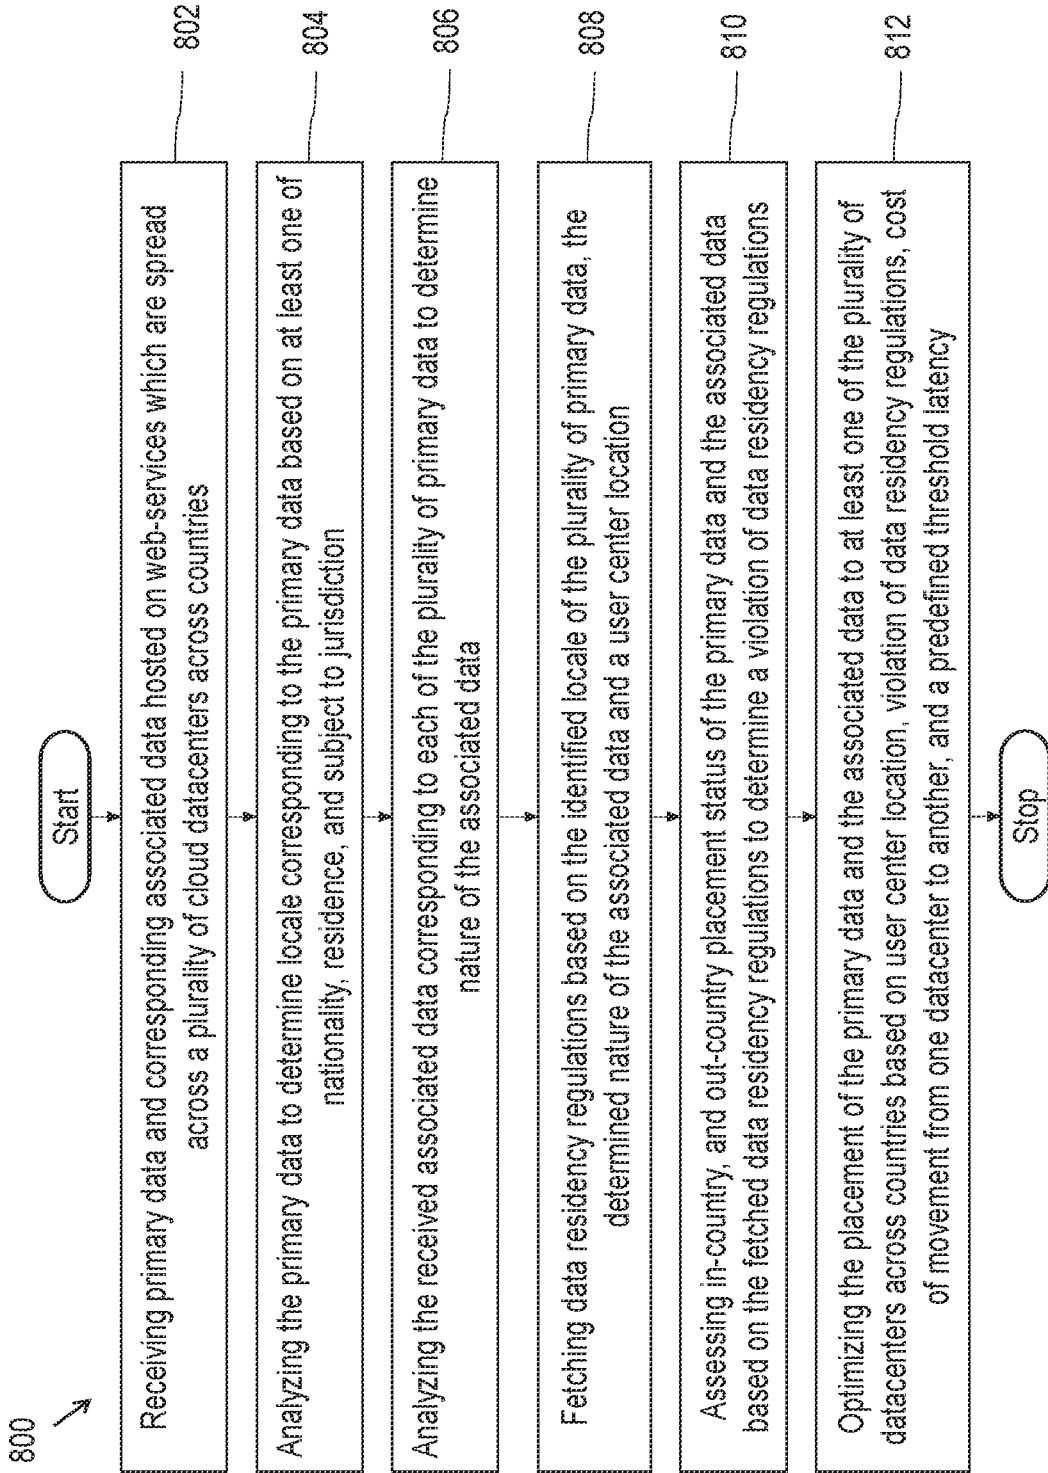 800
Start
Receiving primary data and corresponding associated data hosted on web-services which are spread
across a plurality of cloud datacenters across countries
802
Analyzing the primary data to determine locale corresponding to the primary data based on at least one of
nationality, residence, and subject to jurisdiction
804
Analyzing the received associated data corresponding to each of the plurality of primary data to determine
nature of the associated data
806
Fetching data residency regulations based on the identified locale of the plurality of primary data, the
determined nature of the associated data and a user center location
808
Assessing in-country, and out-country placement status of the primary data and the associated data
based on the fetched data residency regulations to determine a violation of data residency regulations
810
Optimizing the placement of the primary data and the associated data to at least one of the plurality of
datacenters across countries based on user center location, violation of data residency regulations, cost
of movement from one datacenter to another, and a predefined threshold latency
812
Stop